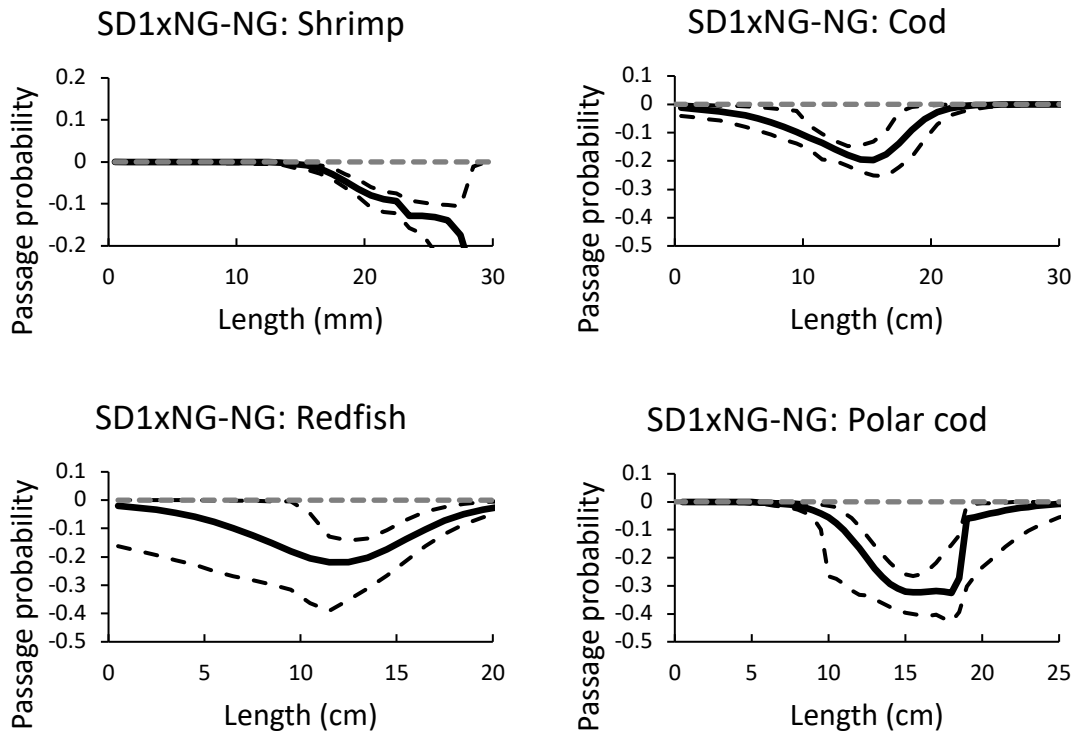 SD1xNG-NG: Shrimp
Passage probability
0.2
0.1
0
-0.1
-0.2
0 10 20 30
Length (mm)
SD1xNG-NG: Cod
Passage probability
0.1
0
-0.1
-0.2
-0.3
-0.4
-0.5
0 10 20 30
Length (cm)
SD1xNG-NG: Redfish
Passage probability
0.1
0
-0.1
-0.2
-0.3
-0.4
-0.5
0 5 10 15 20
Length (cm)
SD1xNG-NG: Polar cod
Passage probability
0.1
0
-0.1
-0.2
-0.3
-0.4
-0.5
0 5 10 15 20 25
Length (cm)